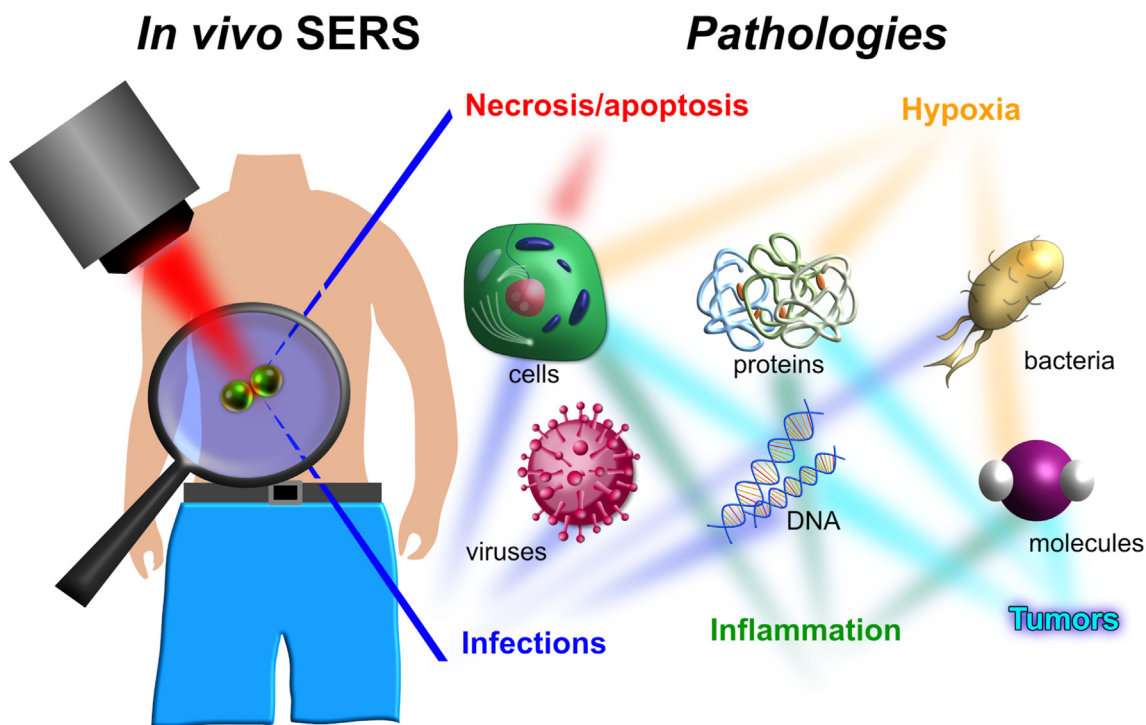 In vivo SERS
Pathologies
Necrosis/apoptosis
Hypoxia
cells
proteins
bacteria
viruses
DNA
molecules
Infections
Inflammation
Tumors